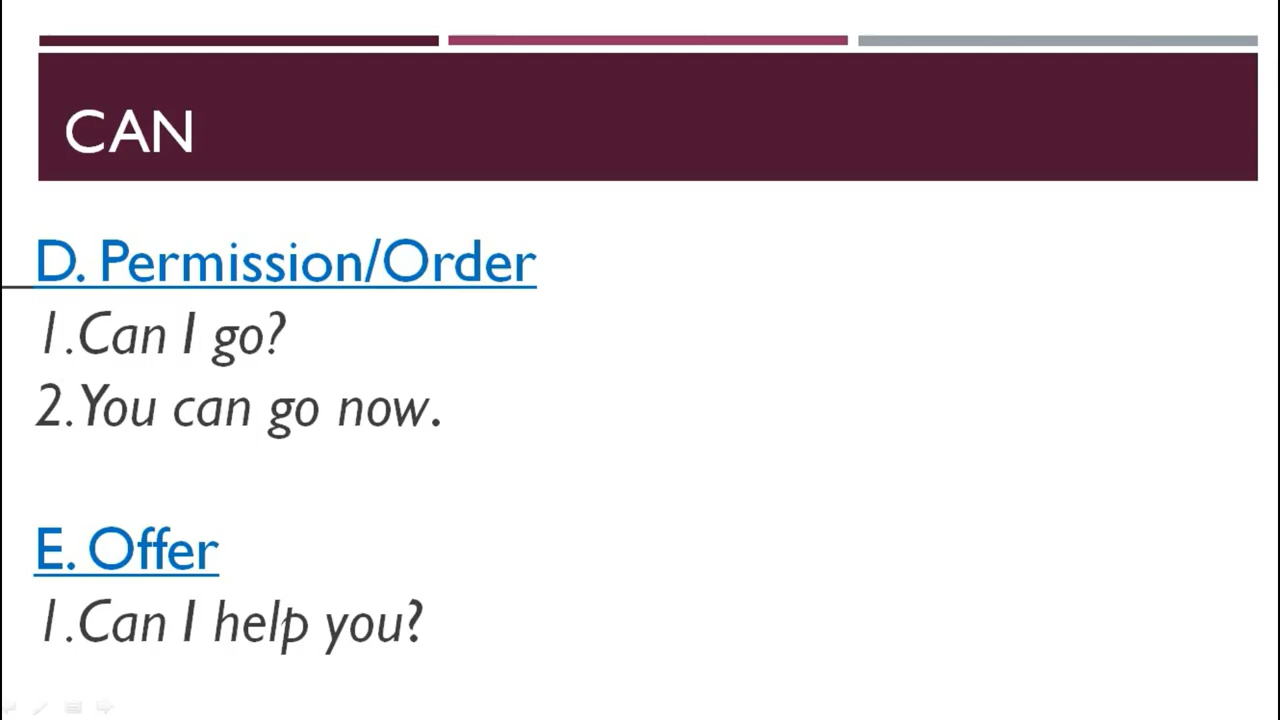 CAN
D. Permission/Order
1.Can I go?
2.You can go now.
E. Offer
1.Can I help you?